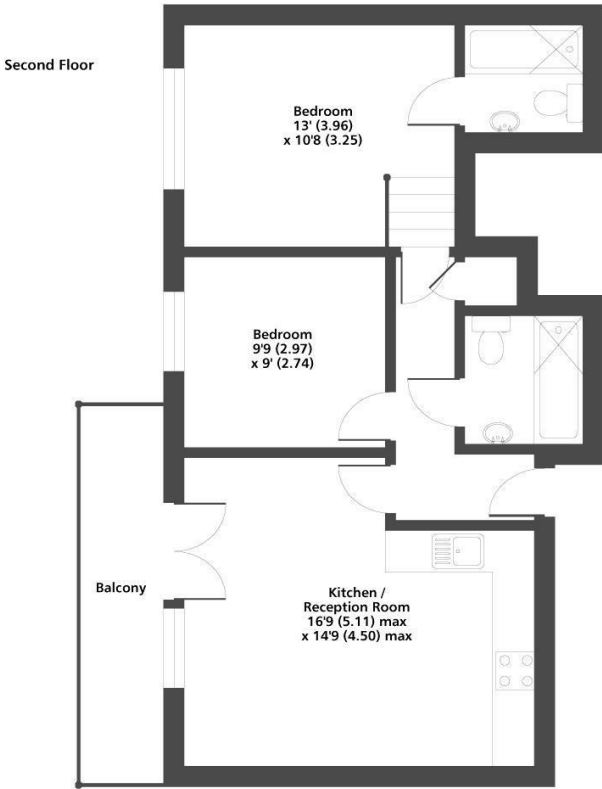 Second Floor
Bedroom
13' (3.96)
x 10'8 (3.25)
Bedroom
9'9 (2.97)
x 9' (2.74)
Balcony
Kitchen /
Reception Room
16'9 (5.11) max
x 14'9 (4.50) max